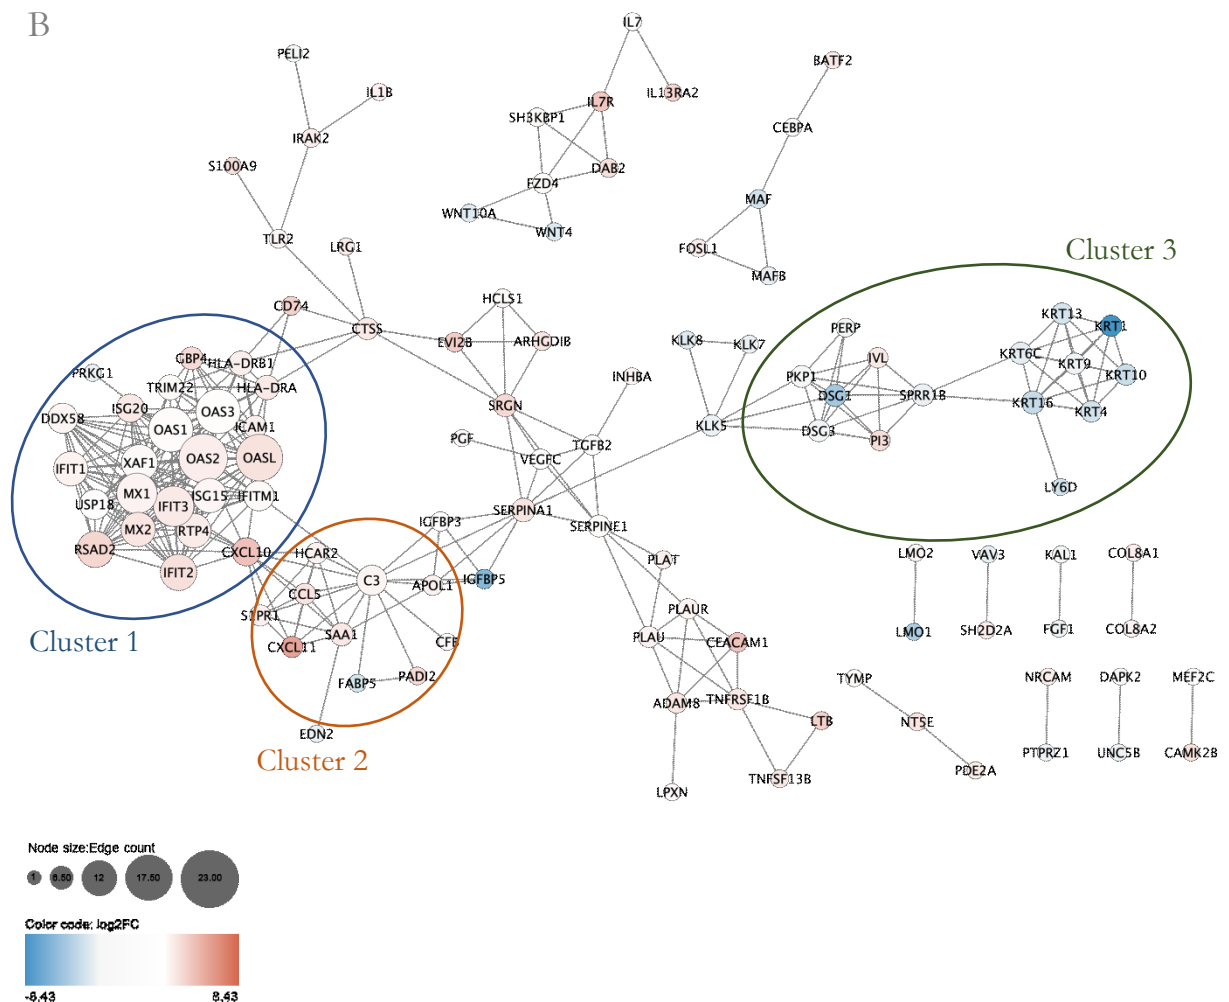 B
IL7
PELI2
BATF2
IL1B
IL7R
IL13RA2
SH3KBP1
CEBPA
IRAK2
S100A9
DAB2
FZD4
MAF
WNT10A
WNT4
TLR2
LRG1
FOSL1
MAFB
Cluster 3
HCLS1
CD74
CTSS
KRT13
KRT1
PERP
EVI2B
ARHGDIB
KLK8
KLK7
KRT6C
IVL
GBP4
HLA-DRB1
KRT9
PRKG1
INHBA
PKP1
KRT10
TRIM22
HLA-DRA
DSG1
SPRR1B
ISG20
OAS3
SRGN
KRT16
KRT4
DDX58
OAS1
ICAM1
KLK5
DSG3
PI3
PGF
TGFB2
XAF1
OAS2
OASL
VEGFC
IFIT1
LY6D
MX1
ISG15
IFITM1
USP18
IFIT3
SERPINA1
IGFBP3
SERPINE1
MX2
RTP4
RSAD2
CXCL10
HCAR2
LMO2
VAV3
KAL1
COL8A1
IFIT2
C3
APOL1
IGFBP5
PLAT
CCL5
S1PR1
PLAUR
SAA1
CFB
PLAU
CEACAM1
LMO1
SH2D2A
FGF1
COL8A2
Cluster 1
CXCL11
FABP5
PADI2
TYMP
NRCAM
DAPK2
MEF2C
ADAM8
TNFRSF1B
EDN2
LTB
NT5E
Cluster 2
PTPRZ1
UNC5B
CAMK2B
TNFSF13B
PDE2A
LPXN
Node size:Edge count
1 6.50 12 17.50 23.00
Color code: log2FC
-8.43 8.43